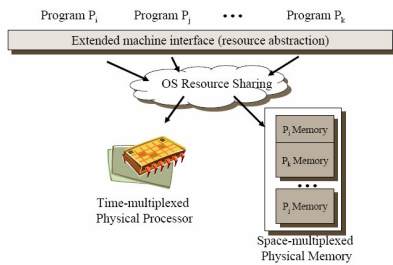 Program Pi Program Pj ••• Program Pk
Extended machine interface (resource abstraction)
OS Resource Sharing
Pi Memory
Pk Memory
•••
Pj Memory
Time-multiplexed
Physical Processor
Space-multiplexed
Physical Memory